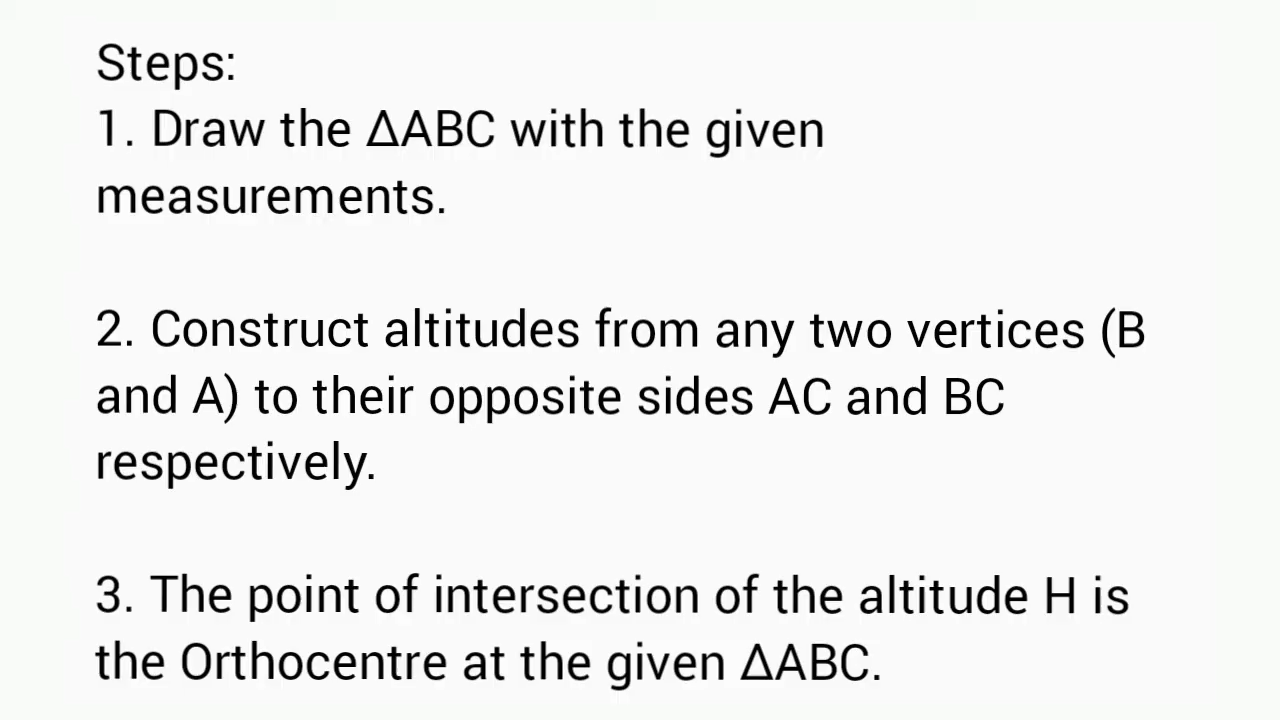 Steps:
1. Draw the ΔABC with the given
measurements.
2. Construct altitudes from any two vertices (B
and A) to their opposite sides AC and BC
respectively.
3. The point of intersection of the altitude H is
the Orthocentre at the given ΔABC.